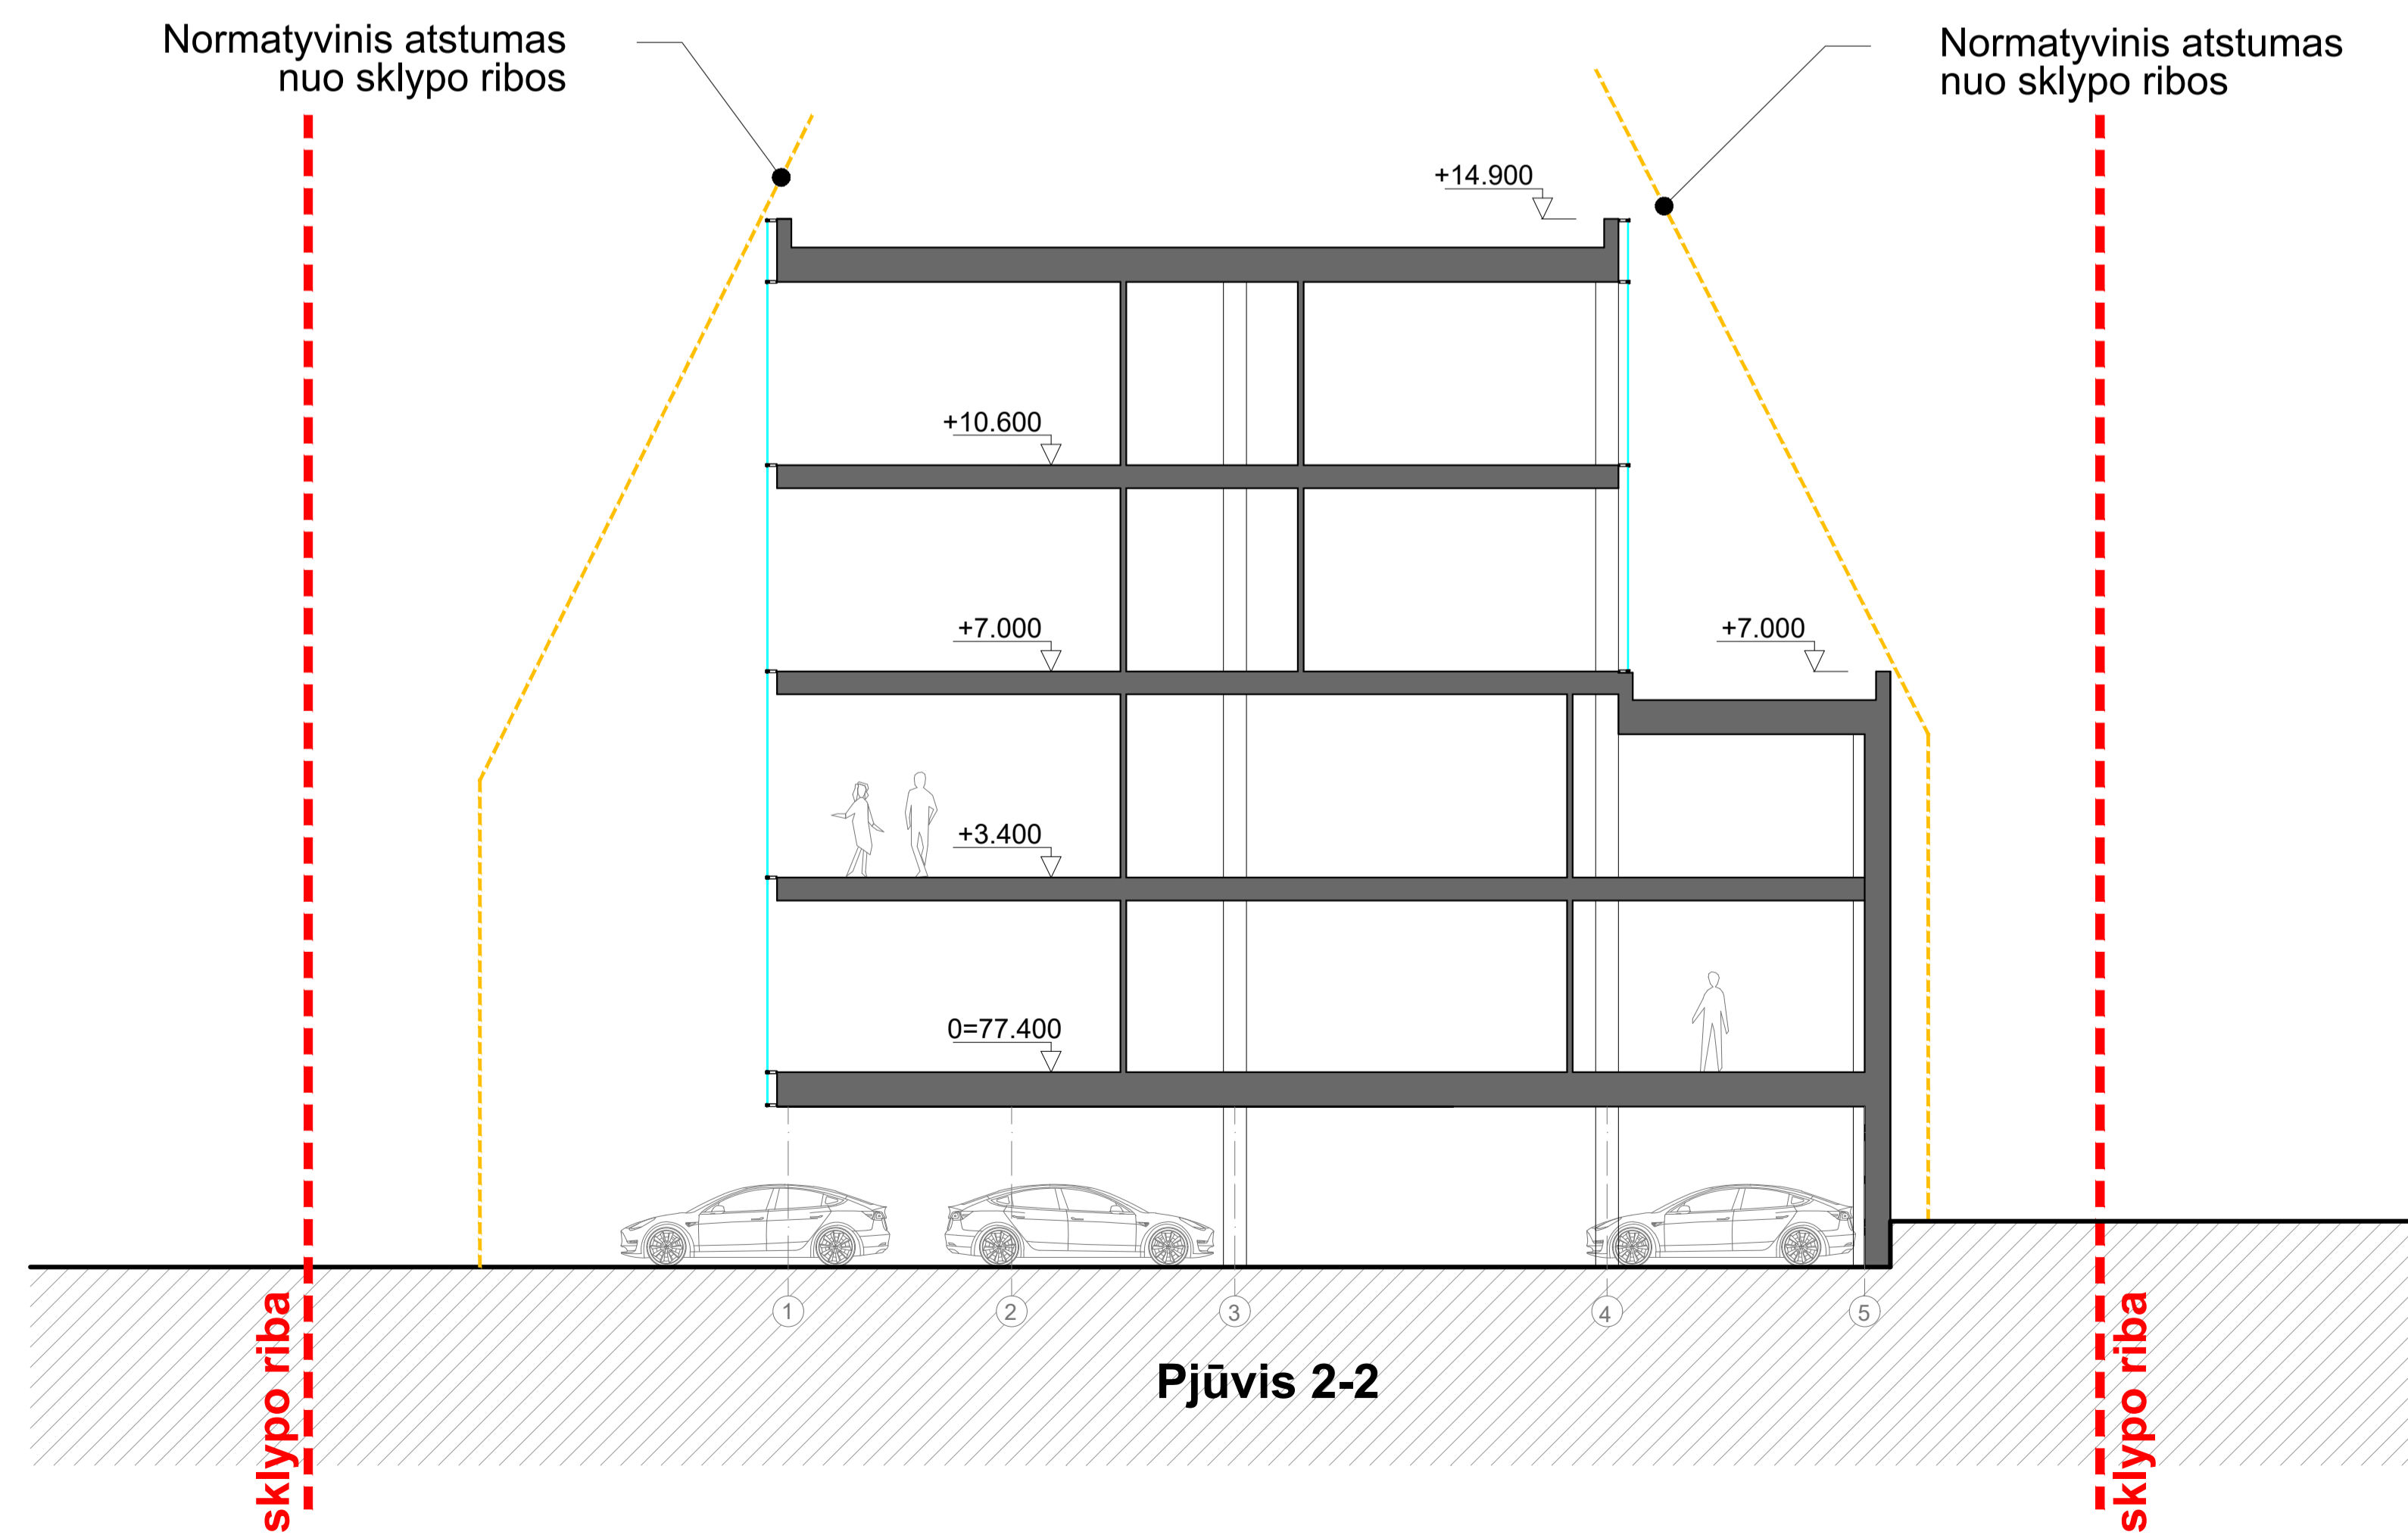 Normatyvinis atstumas
nuo sklypo ribos
Normatyvinis atstumas
nuo sklypo ribos
+14.900
+10.600
+7.000
+7.000
+3.400
0=77.400
1
2
3
4
5
Pjūvis 2-2
sklypo riba
sklypo riba